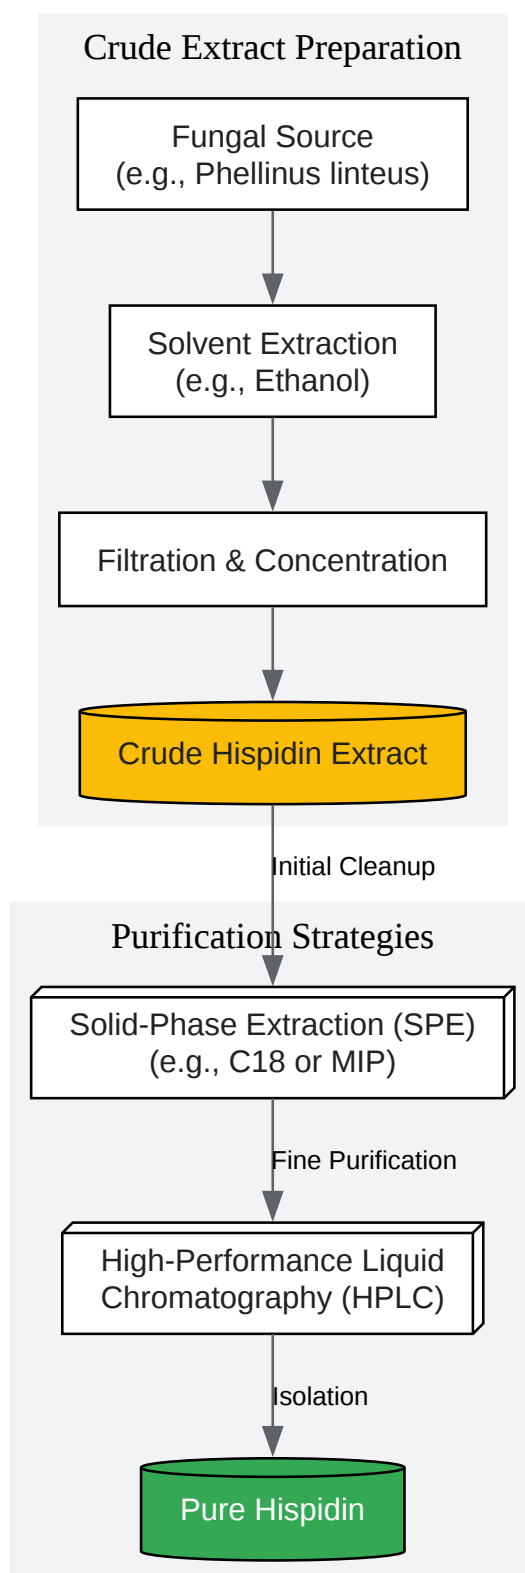 Crude Extract Preparation
Fungal Source
(e.g., Phellinus linteus)
Solvent Extraction
(e.g., Ethanol)
Filtration & Concentration
Crude Hispidin Extract
Initial Cleanup
Purification Strategies
Solid-Phase Extraction (SPE)
(e.g., C18 or MIP)
Fine Purification
High-Performance Liquid
Chromatography (HPLC)
Isolation
Pure Hispidin